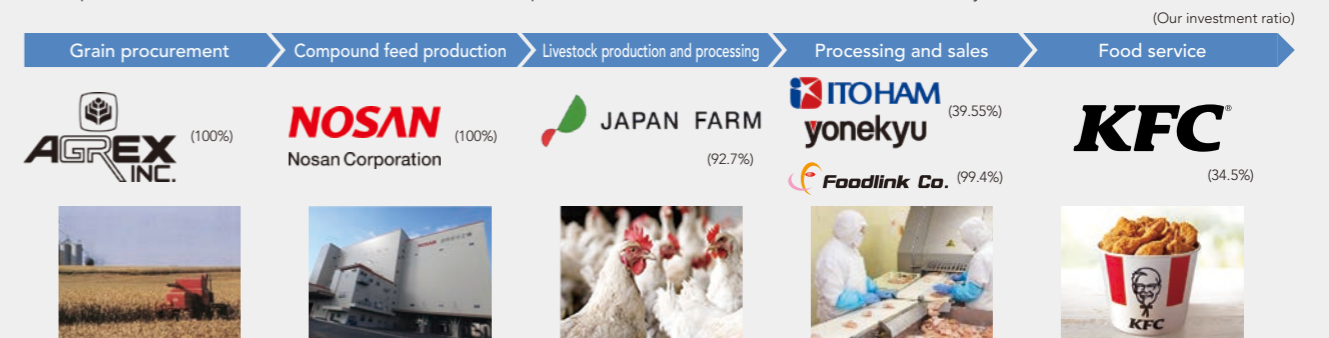 (Our investment ratio)
Grain procurement
Compound feed production
Livestock production and processing
Processing and sales
Food service
AGREX
INC.
(100%)
NOSAN
Nosan Corporation
(100%)
JAPAN FARM
(92.7%)
ITOHAM
yonekyu
(39.55%)
Foodlink Co. (99.4%)
KFC®
(34.5%)
NOSAN
KFC